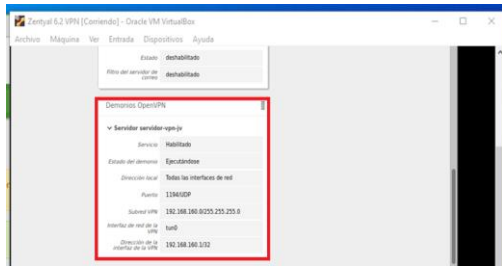 Zentyal 6.2 VPN [Corriendo] - Oracle VM VirtualBox
Archivo Máquina Ver Entrada Dispositivos Ayuda
Estado deshabilitado
Filtro del servidor de correo deshabilitado
Demonios OpenVPN
Servidor servidor-vpn-jv
Servicio Habilitado
Estado del demonio Ejecutándose
Dirección local Todas las interfaces de red
Puerto 1194/UDP
Subred VPN 192.168.160.0/255.255.255.0
Interfaz de red de la VPN tun0
Dirección de la interfaz de la VPN 192.168.160.1/32